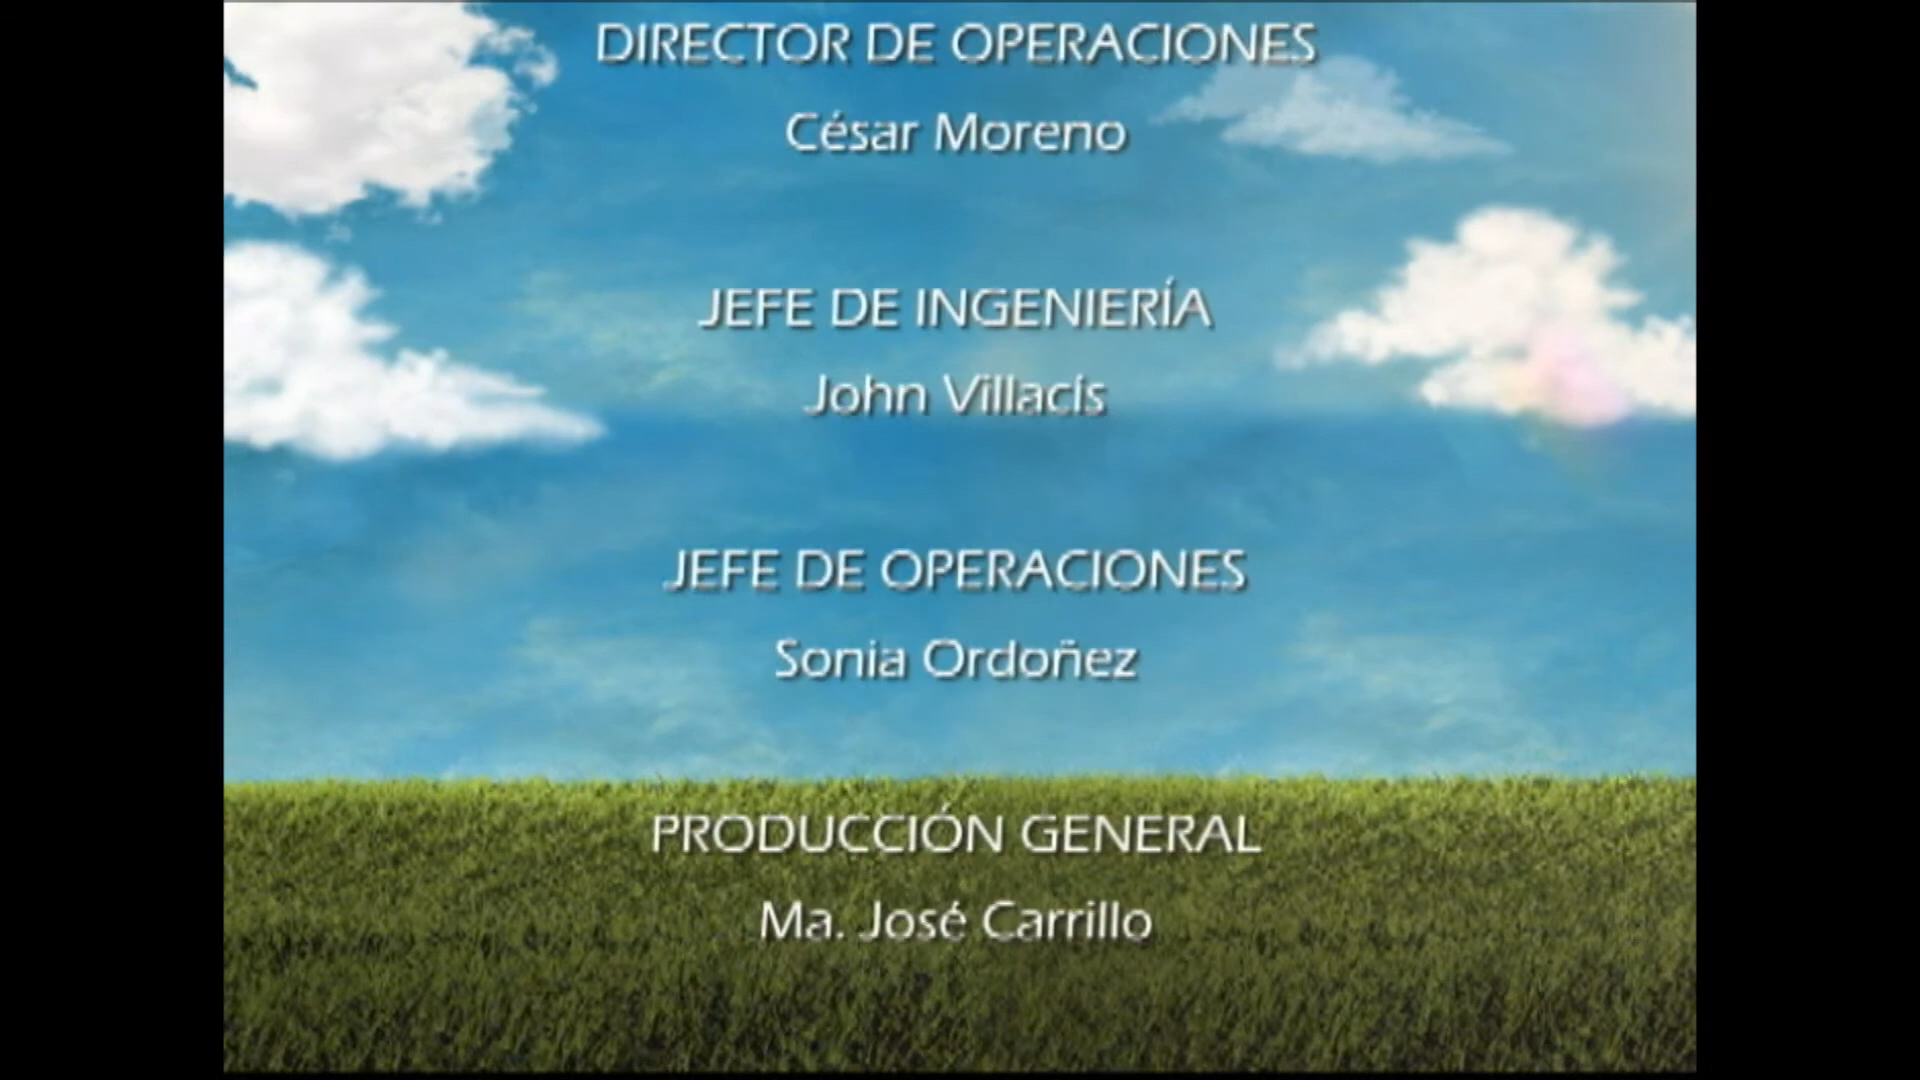 DIRECTOR DE OPERACIONES
César Moreno
JEFE DE INGENIERÍA
John Villacís
JEFE DE OPERACIONES
Sonia Ordoñez
PRODUCCIÓN GENERAL
Ma. José Carrillo